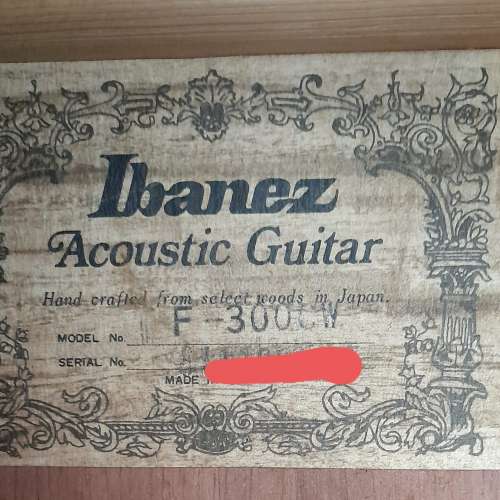 Ibanez
Acoustic Guitar
Hand crafted from select woods in Japan.
MODEL No. F-300CW
SERIAL No.
MADE